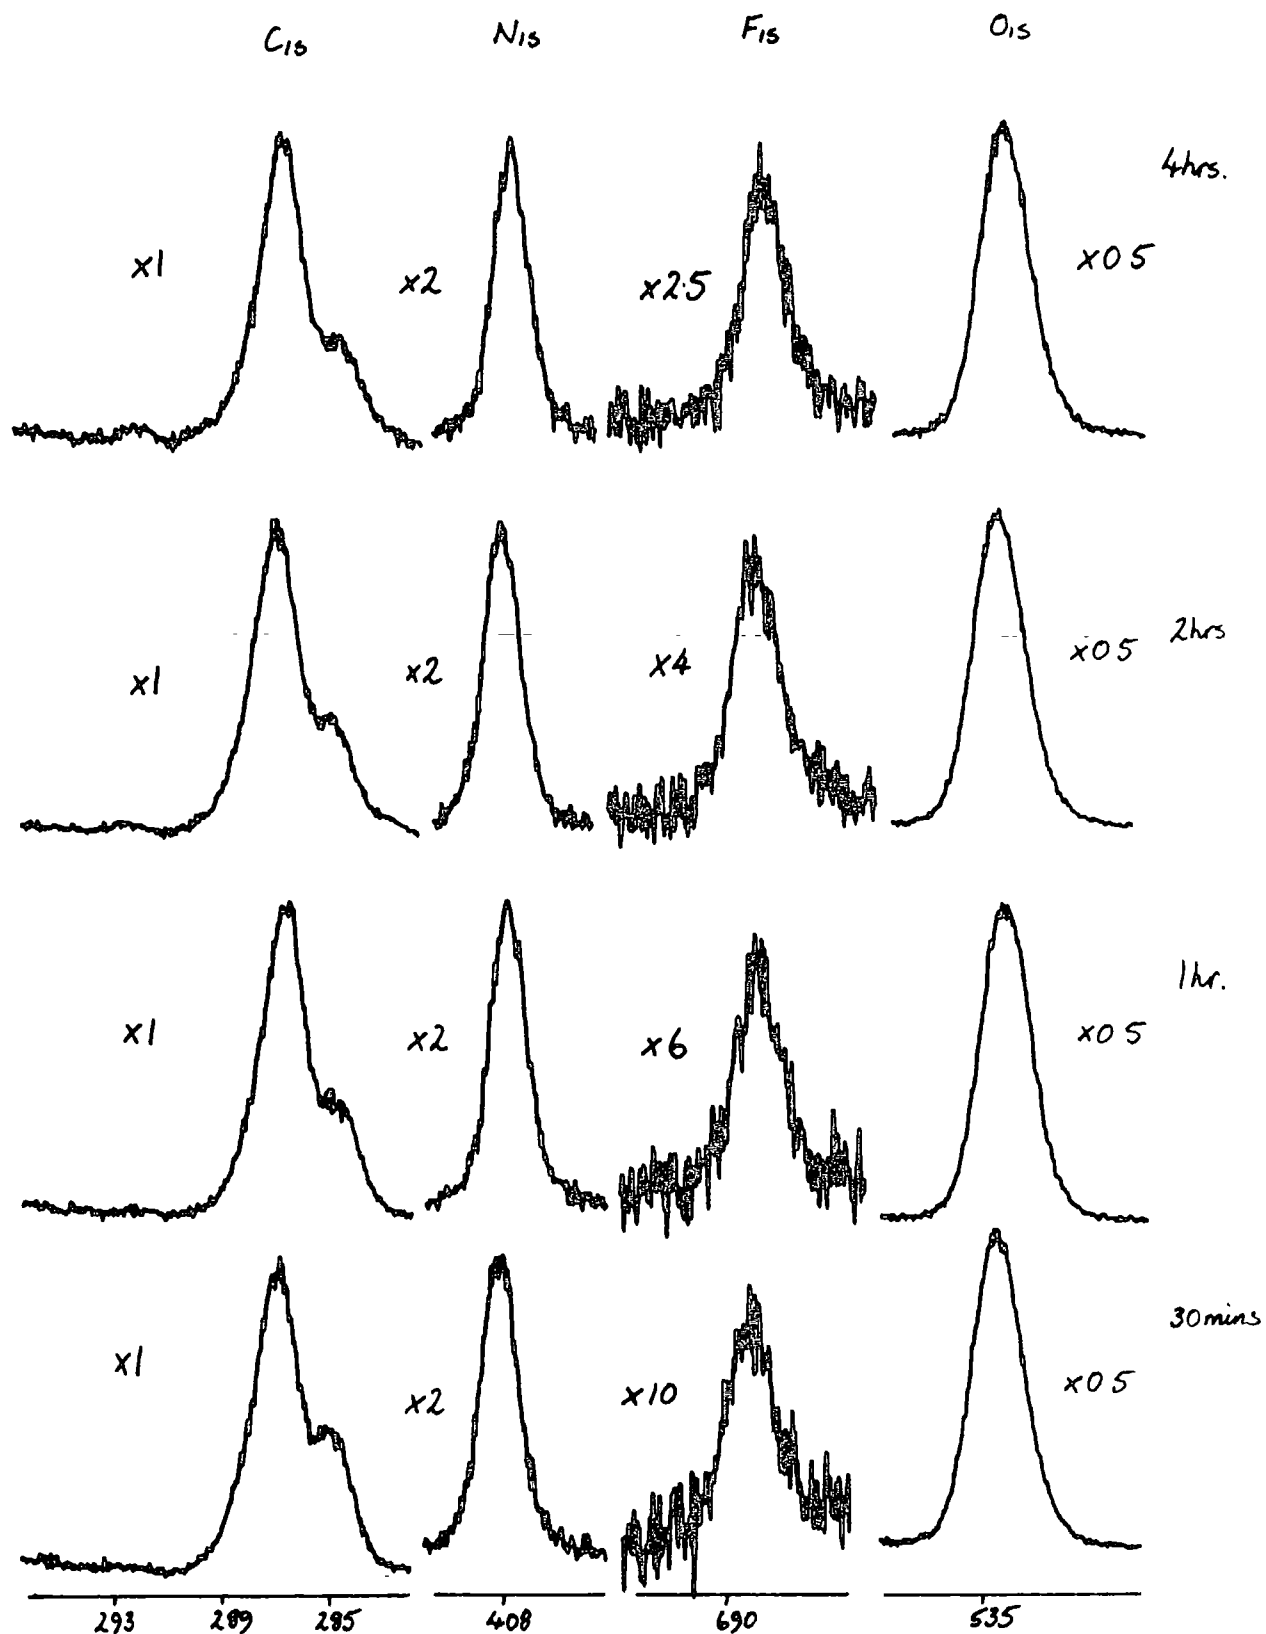 C1s N1s F1s O1s
4hrs.
x1 x2 x2.5 x0 5
2hrs
x1 x2 x4 x0 5
1hr.
x1 x2 x6 x0 5
30mins
x1 x2 x10 x0 5
293 289 285 408 690 535